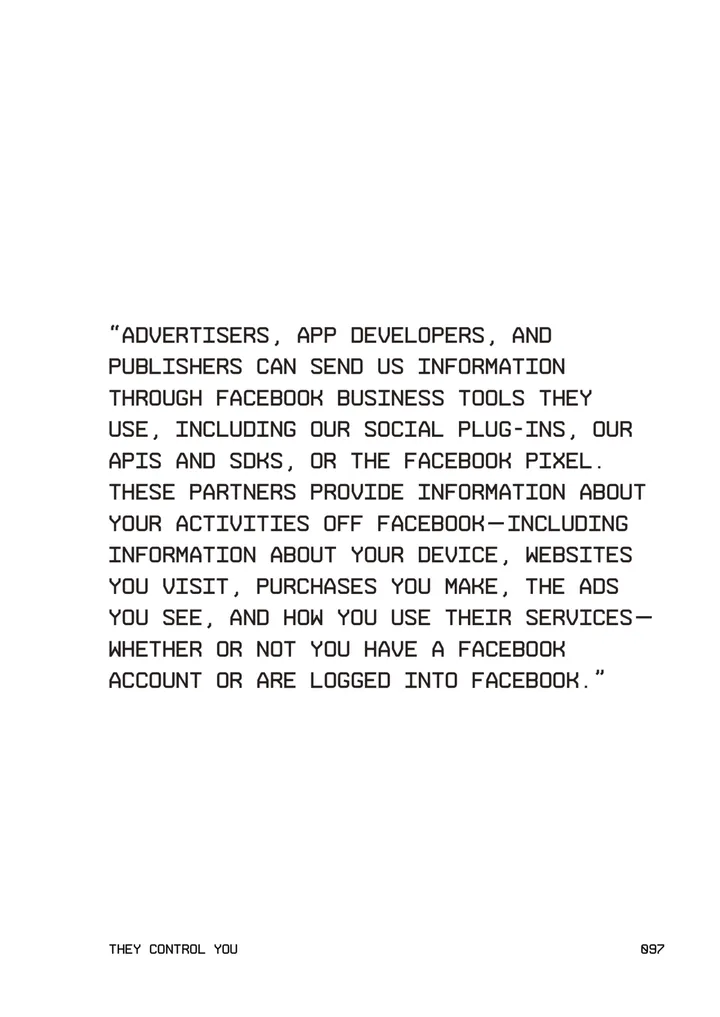 “ADVERTISERS, APP DEVELOPERS, AND
PUBLISHERS CAN SEND US INFORMATION
THROUGH FACEBOOK BUSINESS TOOLS THEY
USE, INCLUDING OUR SOCIAL PLUG-INS, OUR
APIS AND SDKS, OR THE FACEBOOK PIXEL.
THESE PARTNERS PROVIDE INFORMATION ABOUT
YOUR ACTIVITIES OFF FACEBOOK—INCLUDING
INFORMATION ABOUT YOUR DEVICE, WEBSITES
YOU VISIT, PURCHASES YOU MAKE, THE ADS
YOU SEE, AND HOW YOU USE THEIR SERVICES—
WHETHER OR NOT YOU HAVE A FACEBOOK
ACCOUNT OR ARE LOGGED INTO FACEBOOK.”
THEY CONTROL YOU 097